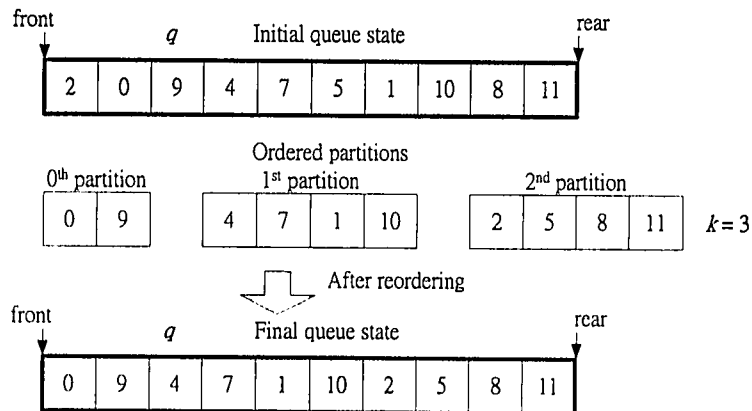 front q Initial queue state rear
2 0 9 4 7 5 1 10 8 11
Ordered partitions
0th partition 1st partition 2nd partition
0 9 4 7 1 10 2 5 8 11 k = 3
After reordering
front q Final queue state rear
0 9 4 7 1 10 2 5 8 11